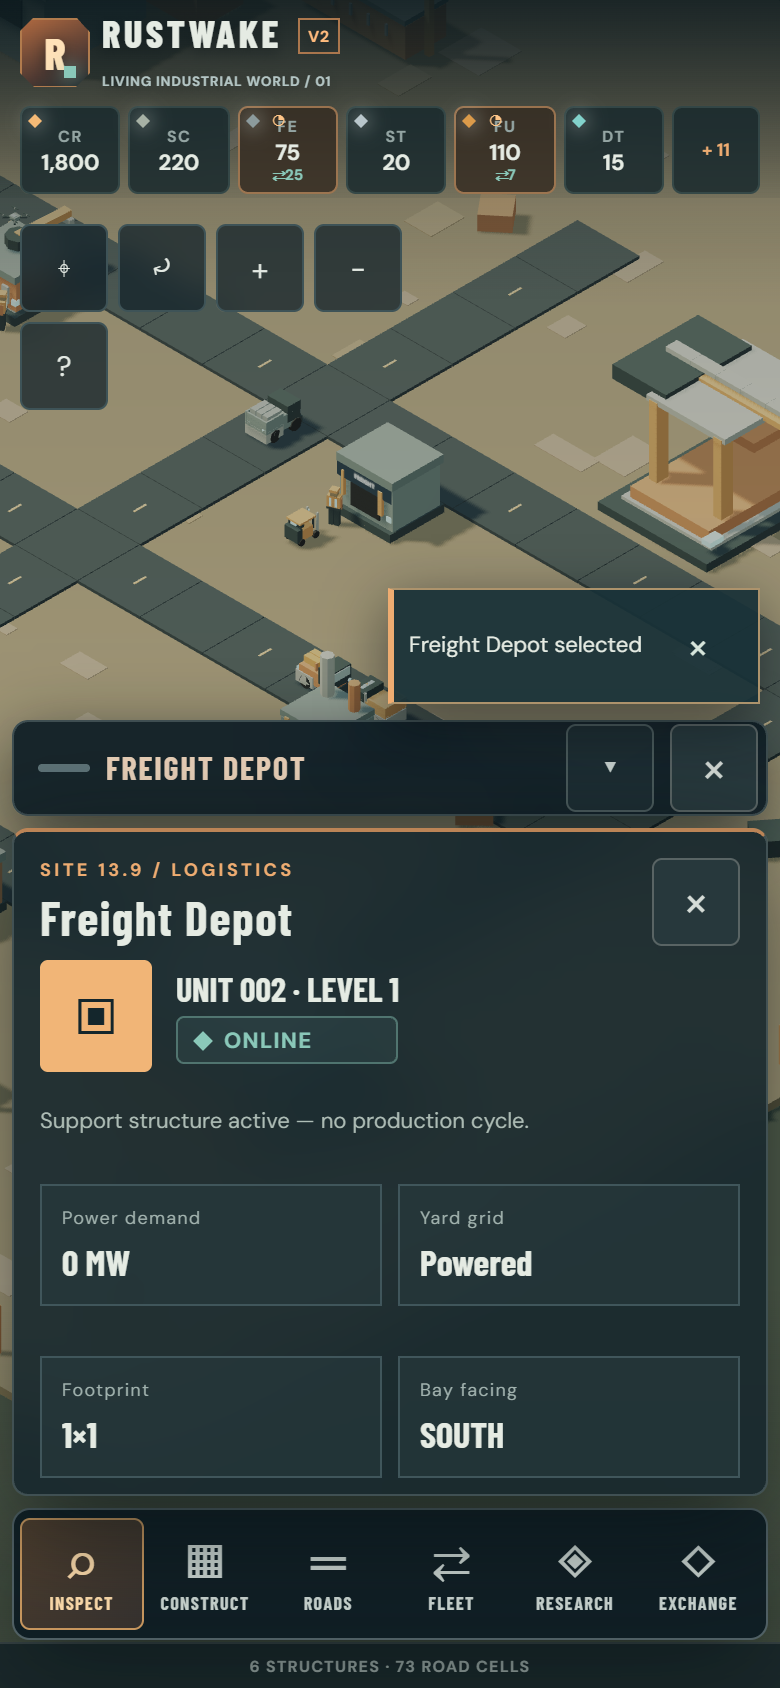 R
RUSTWAKE V2
LIVING INDUSTRIAL WORLD / 01
CR SC FE ST FU DT
1,800 220 75 20 110 15 + 11
⇄25 ⇄7
+ −
?
Freight Depot selected ×
FREIGHT DEPOT ▼ ×
SITE 13.9 / LOGISTICS
Freight Depot ×
UNIT 002 · LEVEL 1
◆ ONLINE
Support structure active — no production cycle.
Power demand Yard grid
0 MW Powered
Footprint Bay facing
1×1 SOUTH
INSPECT CONSTRUCT ROADS FLEET RESEARCH EXCHANGE
6 STRUCTURES · 73 ROAD CELLS